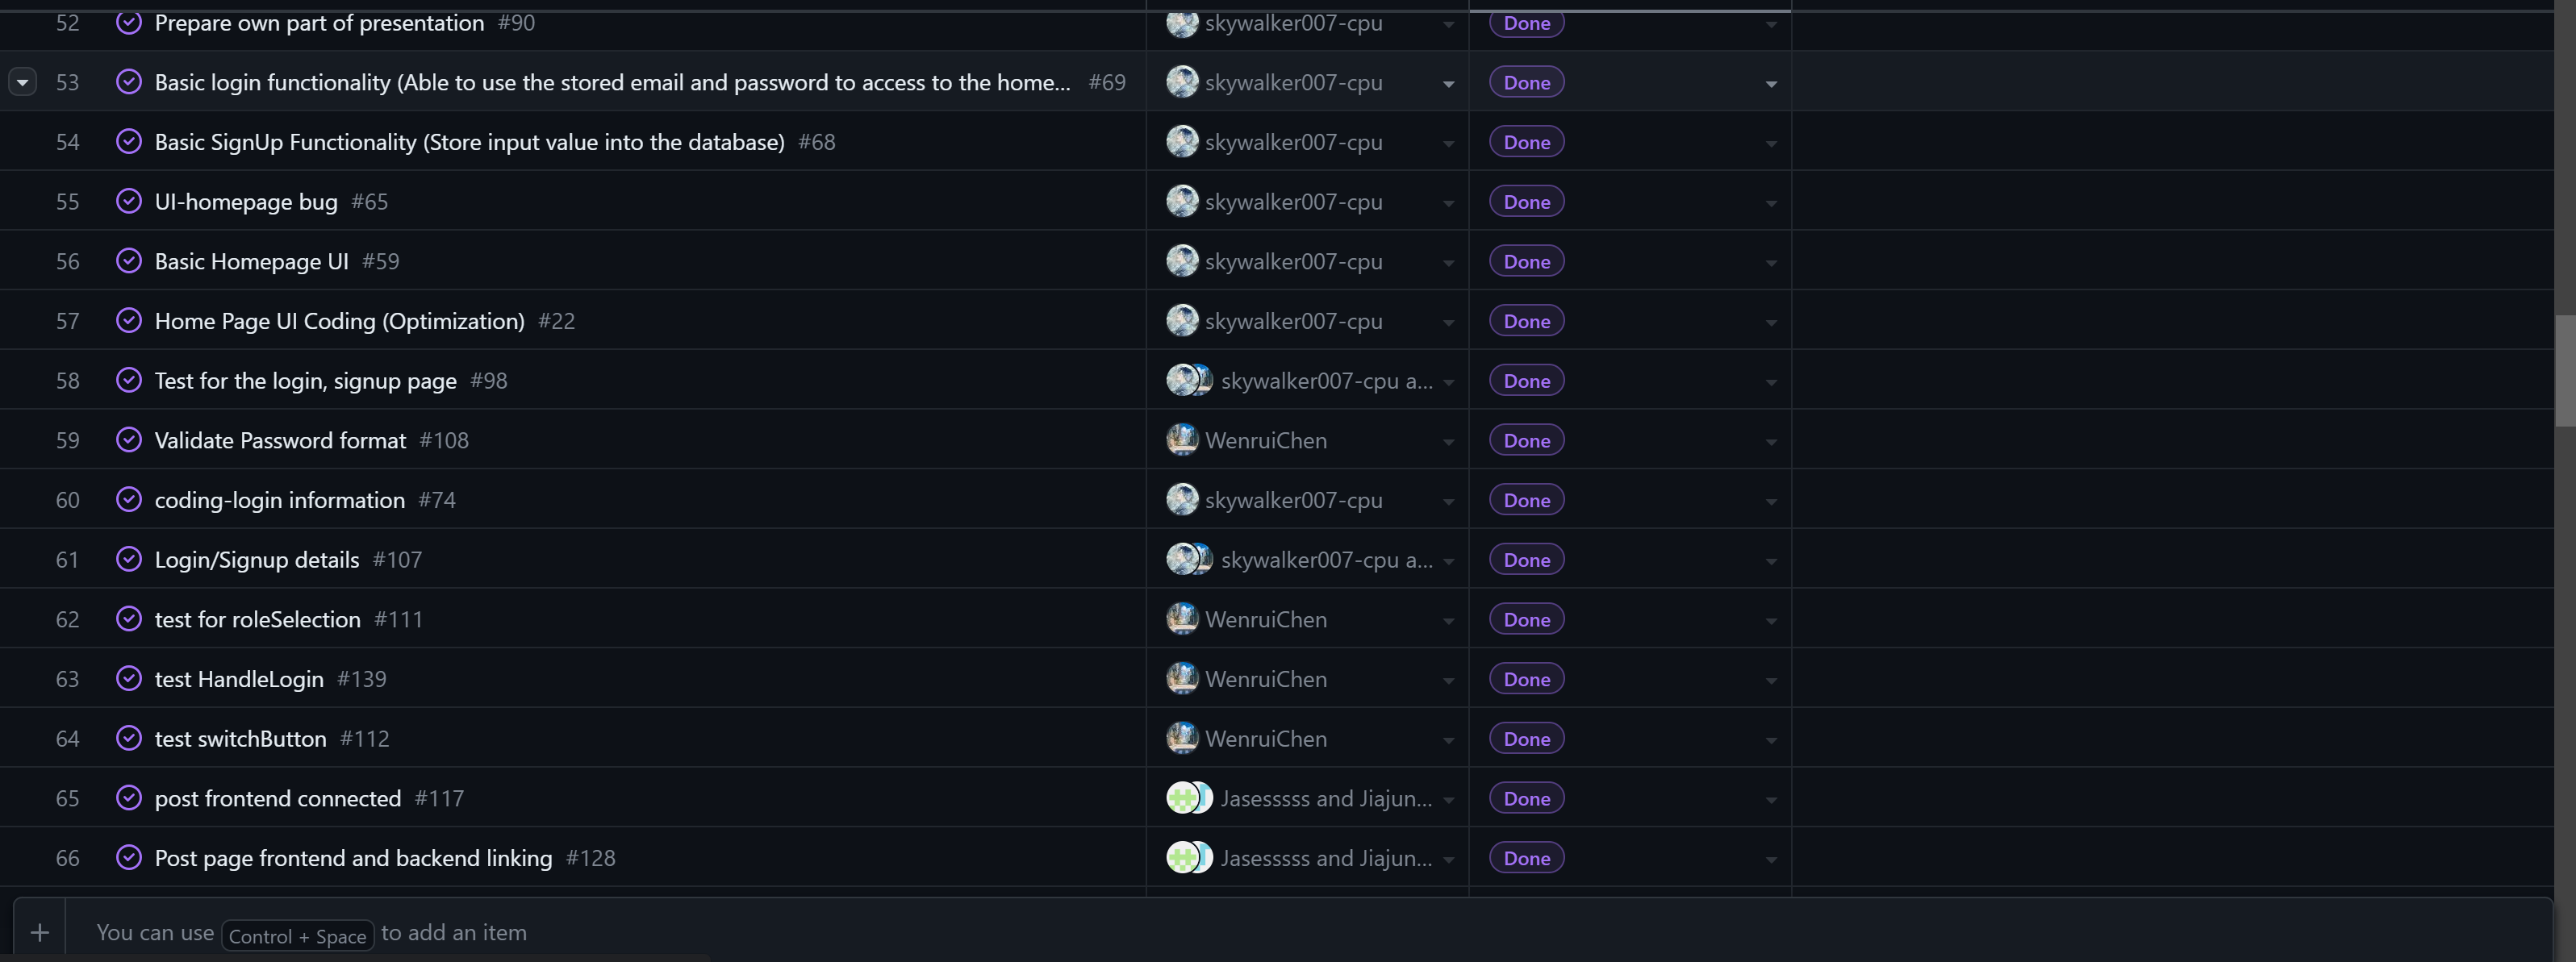 52 Prepare own part of presentation #90 skywalker007-cpu Done
53 Basic login functionality (Able to use the stored email and password to access to the home... #69 skywalker007-cpu Done
54 Basic SignUp Functionality (Store input value into the database) #68 skywalker007-cpu Done
55 UI-homepage bug #65 skywalker007-cpu Done
56 Basic Homepage UI #59 skywalker007-cpu Done
57 Home Page UI Coding (Optimization) #22 skywalker007-cpu Done
58 Test for the login, signup page #98 skywalker007-cpu a... Done
59 Validate Password format #108 WenruiChen Done
60 coding-login information #74 skywalker007-cpu Done
61 Login/Signup details #107 skywalker007-cpu a... Done
62 test for roleSelection #111 WenruiChen Done
63 test HandleLogin #139 WenruiChen Done
64 test switchButton #112 WenruiChen Done
65 post frontend connected #117 Jasesssss and Jiajun... Done
66 Post page frontend and backend linking #128 Jasesssss and Jiajun... Done
You can use Control + Space to add an item